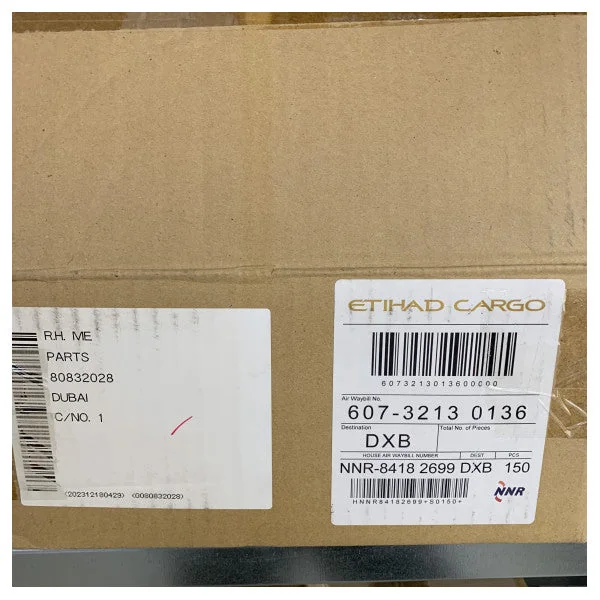 R.H. ME
PARTS
80832028
DUBAI
C/NO. 1
(202312180429) (0080832028)
ETIHAD CARGO
6073213013600000
Air Waybill No.
607-3213 0136
Destination
Total No. of Pieces
DXB
HOUSE AIR WAYBILL NUMBER DEST PCS
NNR-8418 2699 DXB 150
HNNR84182699+S0150+
NNR